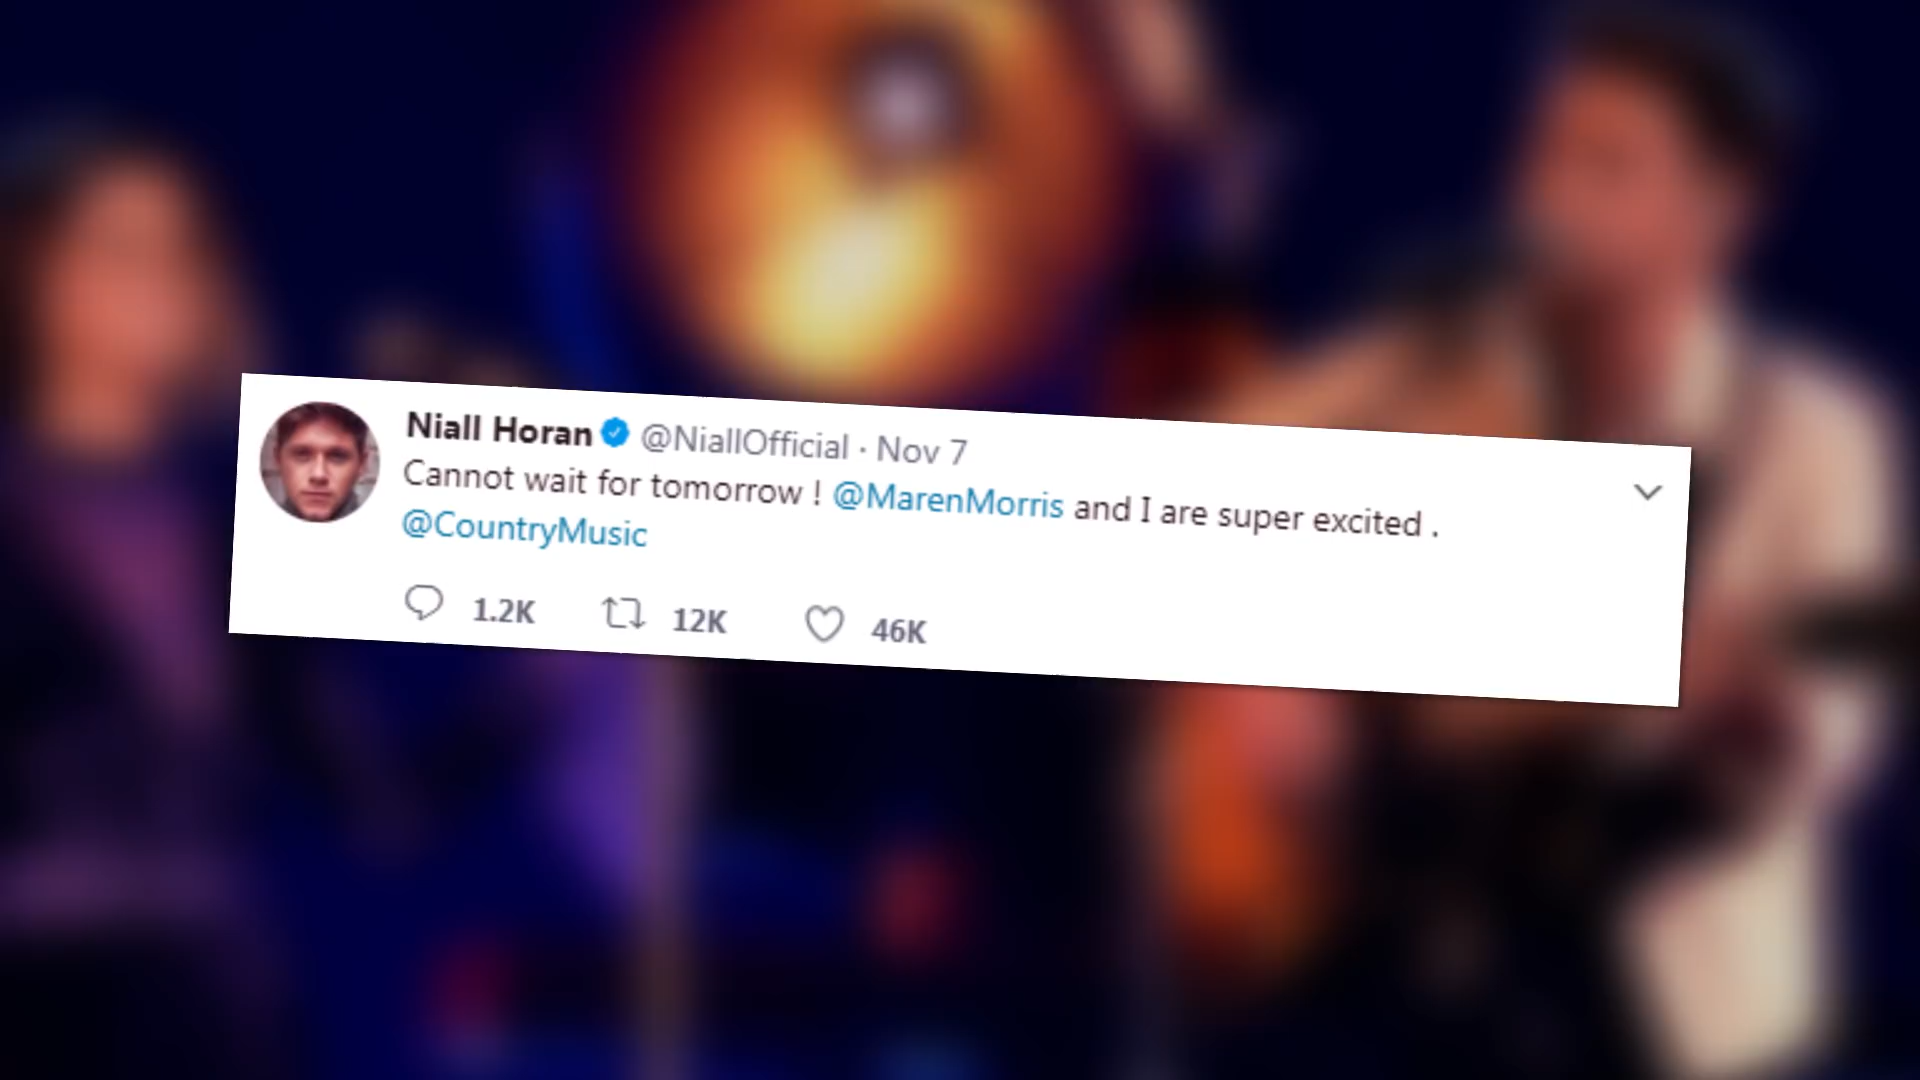 Niall Horan @NiallOfficial · Nov 7
Cannot wait for tomorrow ! @MarenMorris and I are super excited .
@CountryMusic
1.2K 12K 46K